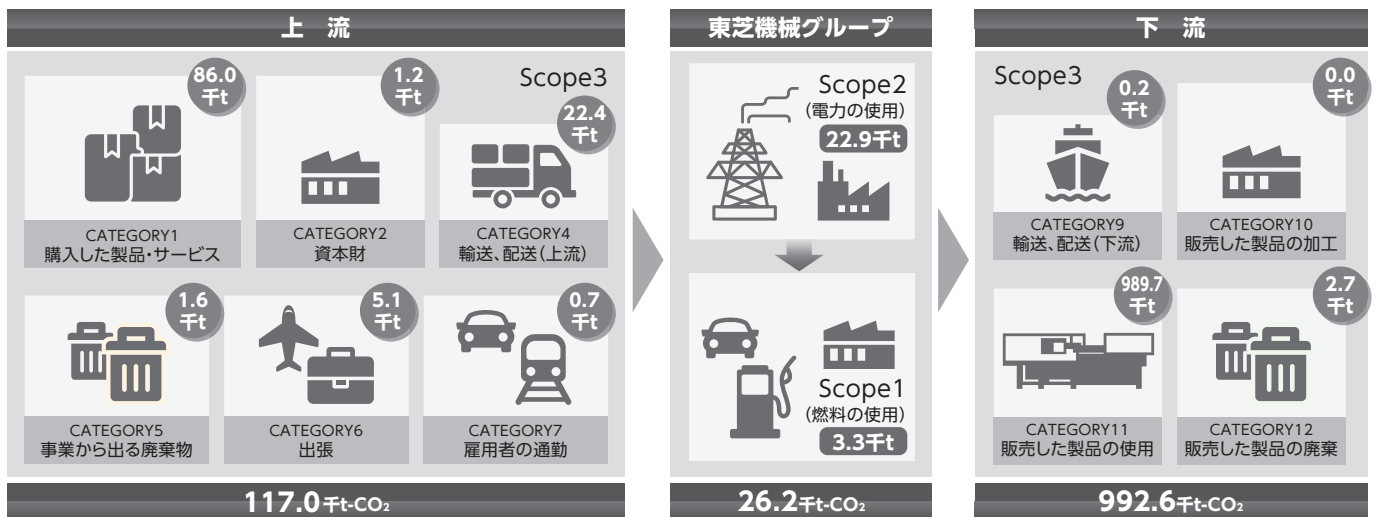 上 流
Scope3
86.0
千t
CATEGORY1
購入した製品・サービス
1.2
千t
CATEGORY2
資本財
22.4
千t
CATEGORY4
輸送、配送(上流)
1.6
千t
CATEGORY5
事業から出る廃棄物
5.1
千t
CATEGORY6
出張
0.7
千t
CATEGORY7
雇用者の通勤
117.0千t-CO₂
東芝機械グループ
Scope2
(電力の使用)
22.9千t
Scope1
(燃料の使用)
3.3千t
26.2千t-CO₂
下 流
Scope3
0.2
千t
CATEGORY9
輸送、配送(下流)
0.0
千t
CATEGORY10
販売した製品の加工
989.7
千t
CATEGORY11
販売した製品の使用
2.7
千t
CATEGORY12
販売した製品の廃棄
992.6千t-CO₂